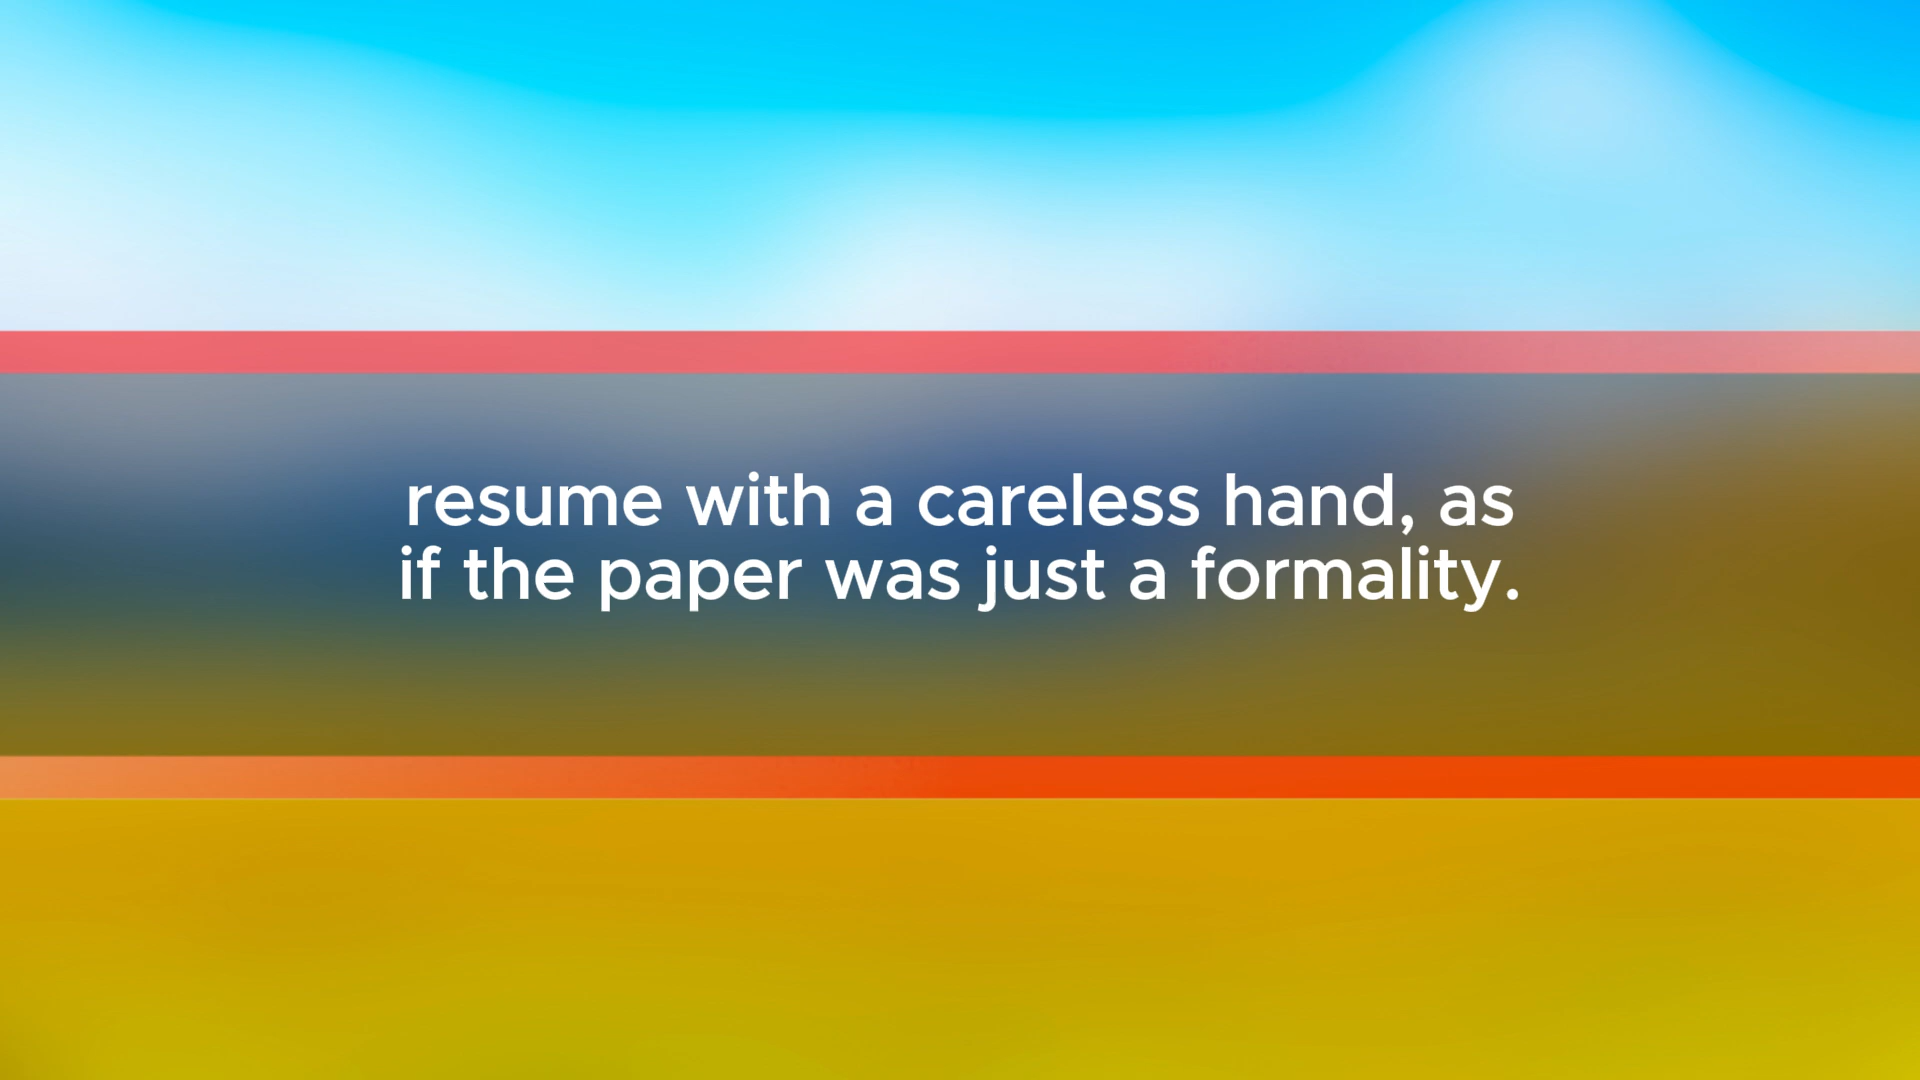 resume with a careless hand, as
if the paper was just a formality.